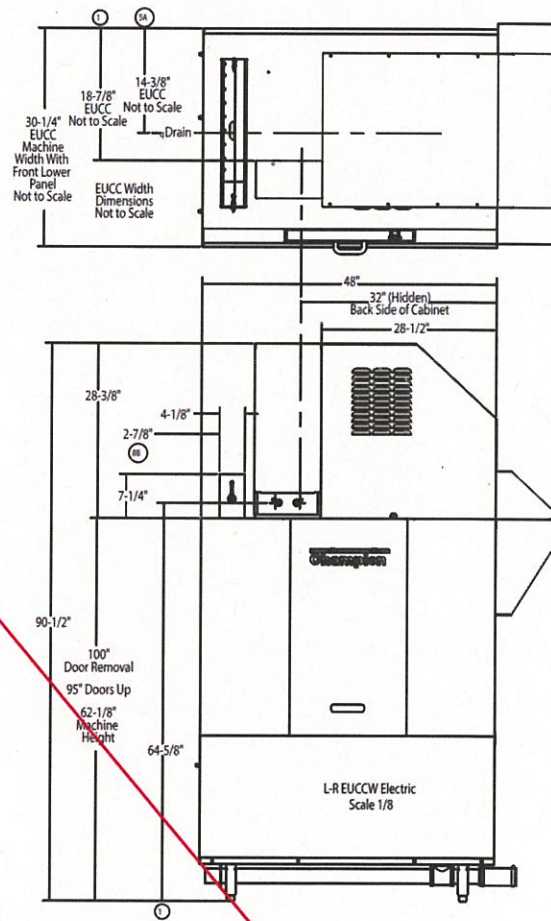 1
5A
14-3/8"
EUCC
Not to Scale
18-7/8"
EUCC
Not to Scale
30-1/4"
EUCC
Machine
Width With
Front Lower
Panel
Not to Scale
Drain
EUCC Width
Dimensions
Not to Scale
48"
32" (Hidden)
Back Side of Cabinet
28-1/2"
28-3/8"
4-1/8"
2-7/8"
8B
7-1/4"
Champion
90-1/2"
100"
Door Removal
95" Doors Up
62-1/8"
Machine
Height
64-5/8"
L-R EUCCW Electric
Scale 1/8
1